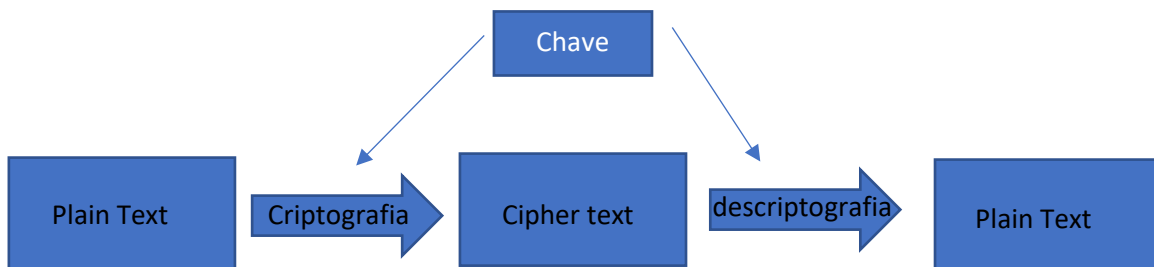 Chave
Plain Text
Criptografia
Cipher text
descriptografia
Plain Text